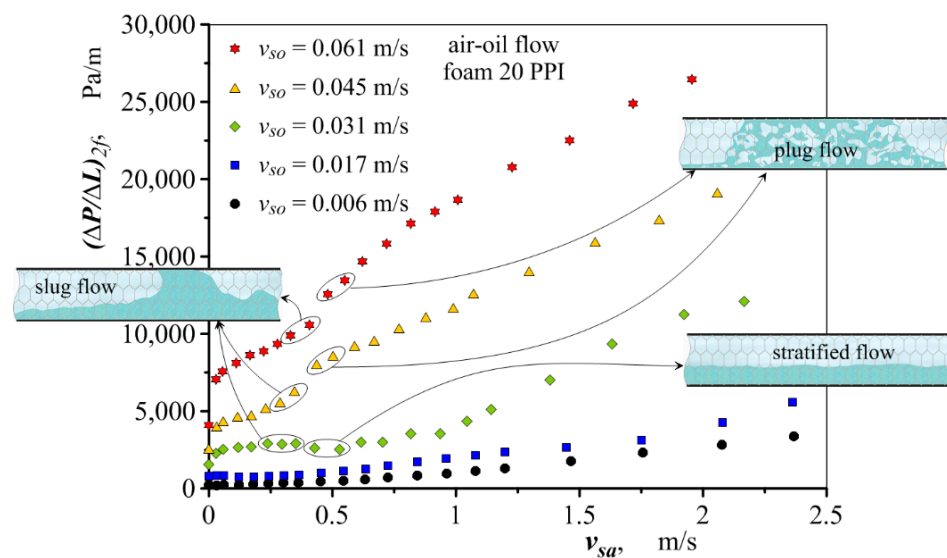 30,000
25,000
20,000
15,000
10,000
5,000
0
(ΔP/ΔL)2f, Pa/m
vso = 0.061 m/s
vso = 0.045 m/s
vso = 0.031 m/s
vso = 0.017 m/s
vso = 0.006 m/s
air-oil flow
foam 20 PPI
plug flow
slug flow
stratified flow
0 0.5 1 1.5 2 2.5
vsa, m/s